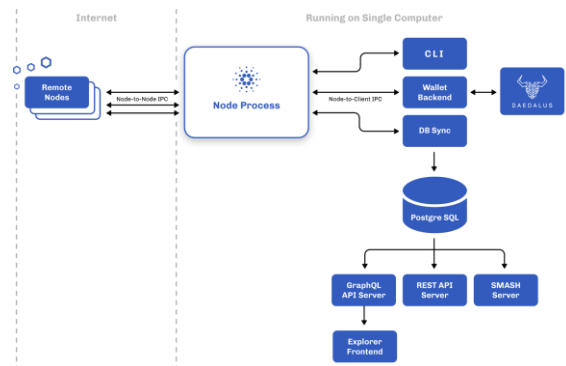 Internet
Running on Single Computer
Remote
Nodes
Node-to-Node IPC
Node Process
Node-to-Client IPC
CLI
Wallet
Backend
DAEDALUS
DB Sync
Postgre SQL
GraphQL
API Server
REST API
Server
SMASH
Server
Explorer
Frontend